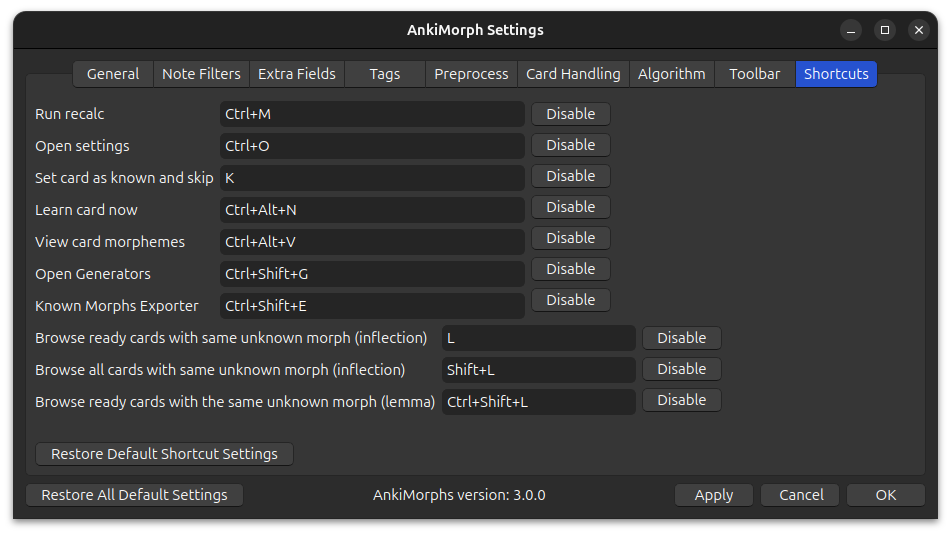 AnkiMorph Settings
General Note Filters Extra Fields Tags Preprocess Card Handling Algorithm Toolbar Shortcuts
Run recalc Ctrl+M Disable
Open settings Ctrl+O Disable
Set card as known and skip K Disable
Learn card now Ctrl+Alt+N Disable
View card morphemes Ctrl+Alt+V Disable
Open Generators Ctrl+Shift+G Disable
Known Morphs Exporter Ctrl+Shift+E Disable
Browse ready cards with same unknown morph (inflection) L Disable
Browse all cards with same unknown morph (inflection) Shift+L Disable
Browse ready cards with the same unknown morph (lemma) Ctrl+Shift+L Disable
Restore Default Shortcut Settings
Restore All Default Settings AnkiMorphs version: 3.0.0 Apply Cancel OK